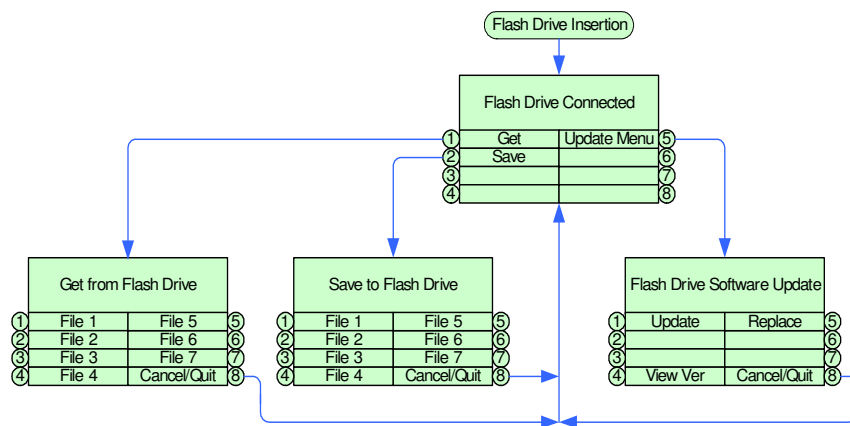 Flash Drive Insertion
Flash Drive Connected
1 Get Update Menu 5
2 Save 6
3 7
4 8
Get from Flash Drive
1 File 1 File 5 5
2 File 2 File 6 6
3 File 3 File 7 7
4 File 4 Cancel/Quit 8
Save to Flash Drive
1 File 1 File 5 5
2 File 2 File 6 6
3 File 3 File 7 7
4 File 4 Cancel/Quit 8
Flash Drive Software Update
1 Update Replace 5
2 6
3 7
4 View Ver Cancel/Quit 8